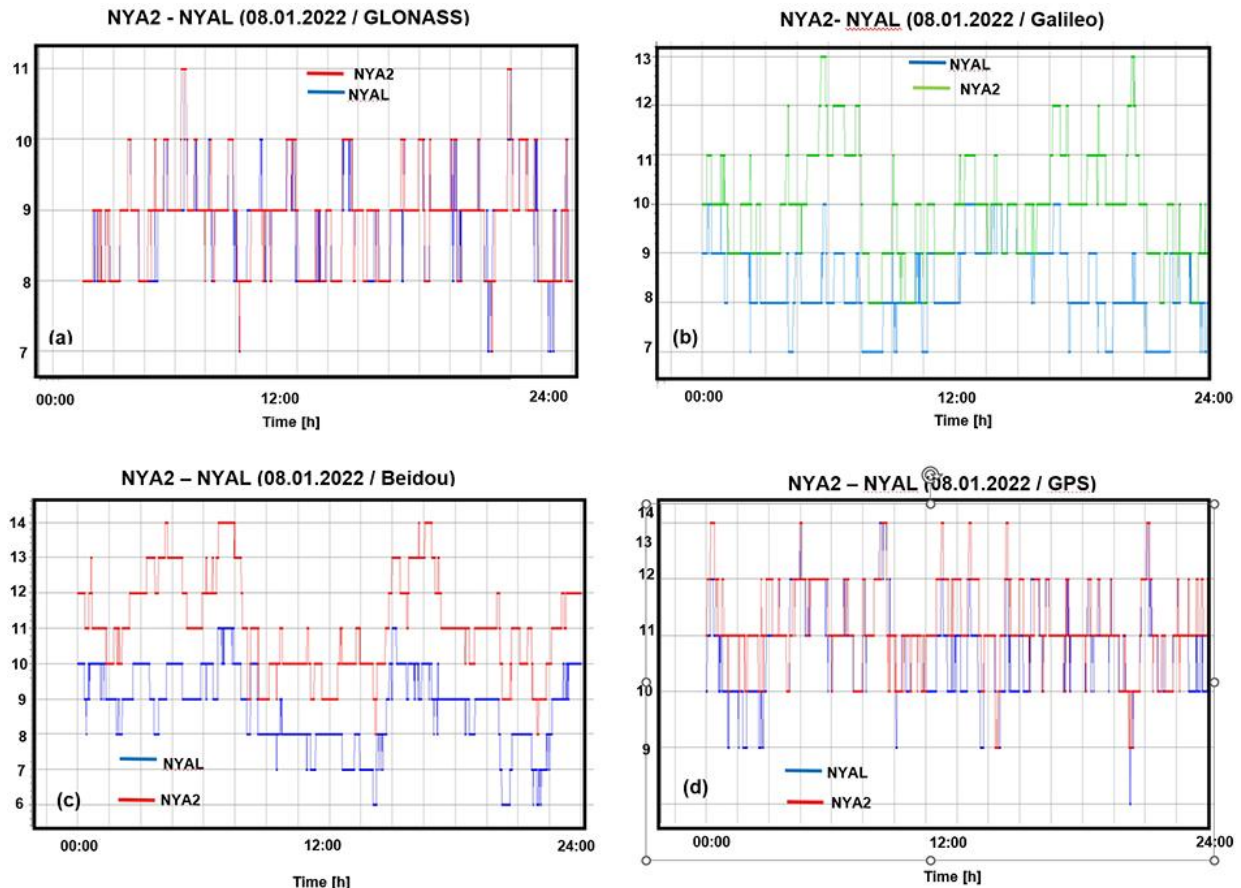 NYA2 - NYAL (08.01.2022 / GLONASS)
11
10
9
8
7
NYA2
NYAL
(a)
00:00
12:00
24:00
Time [h]
NYA2- NYAL (08.01.2022 / Galileo)
13
12
11
10
9
8
7
NYAL
NYA2
(b)
00:00
12:00
24:00
Time [h]
NYA2 – NYAL (08.01.2022 / Beidou)
14
13
12
11
10
9
8
7
6
NYAL
NYA2
(c)
00:00
12:00
24:00
Time [h]
NYA2 – NYAL (08.01.2022 / GPS)
14
13
12
11
10
9
NYAL
NYA2
(d)
00:00
12:00
24:00
Time [h]